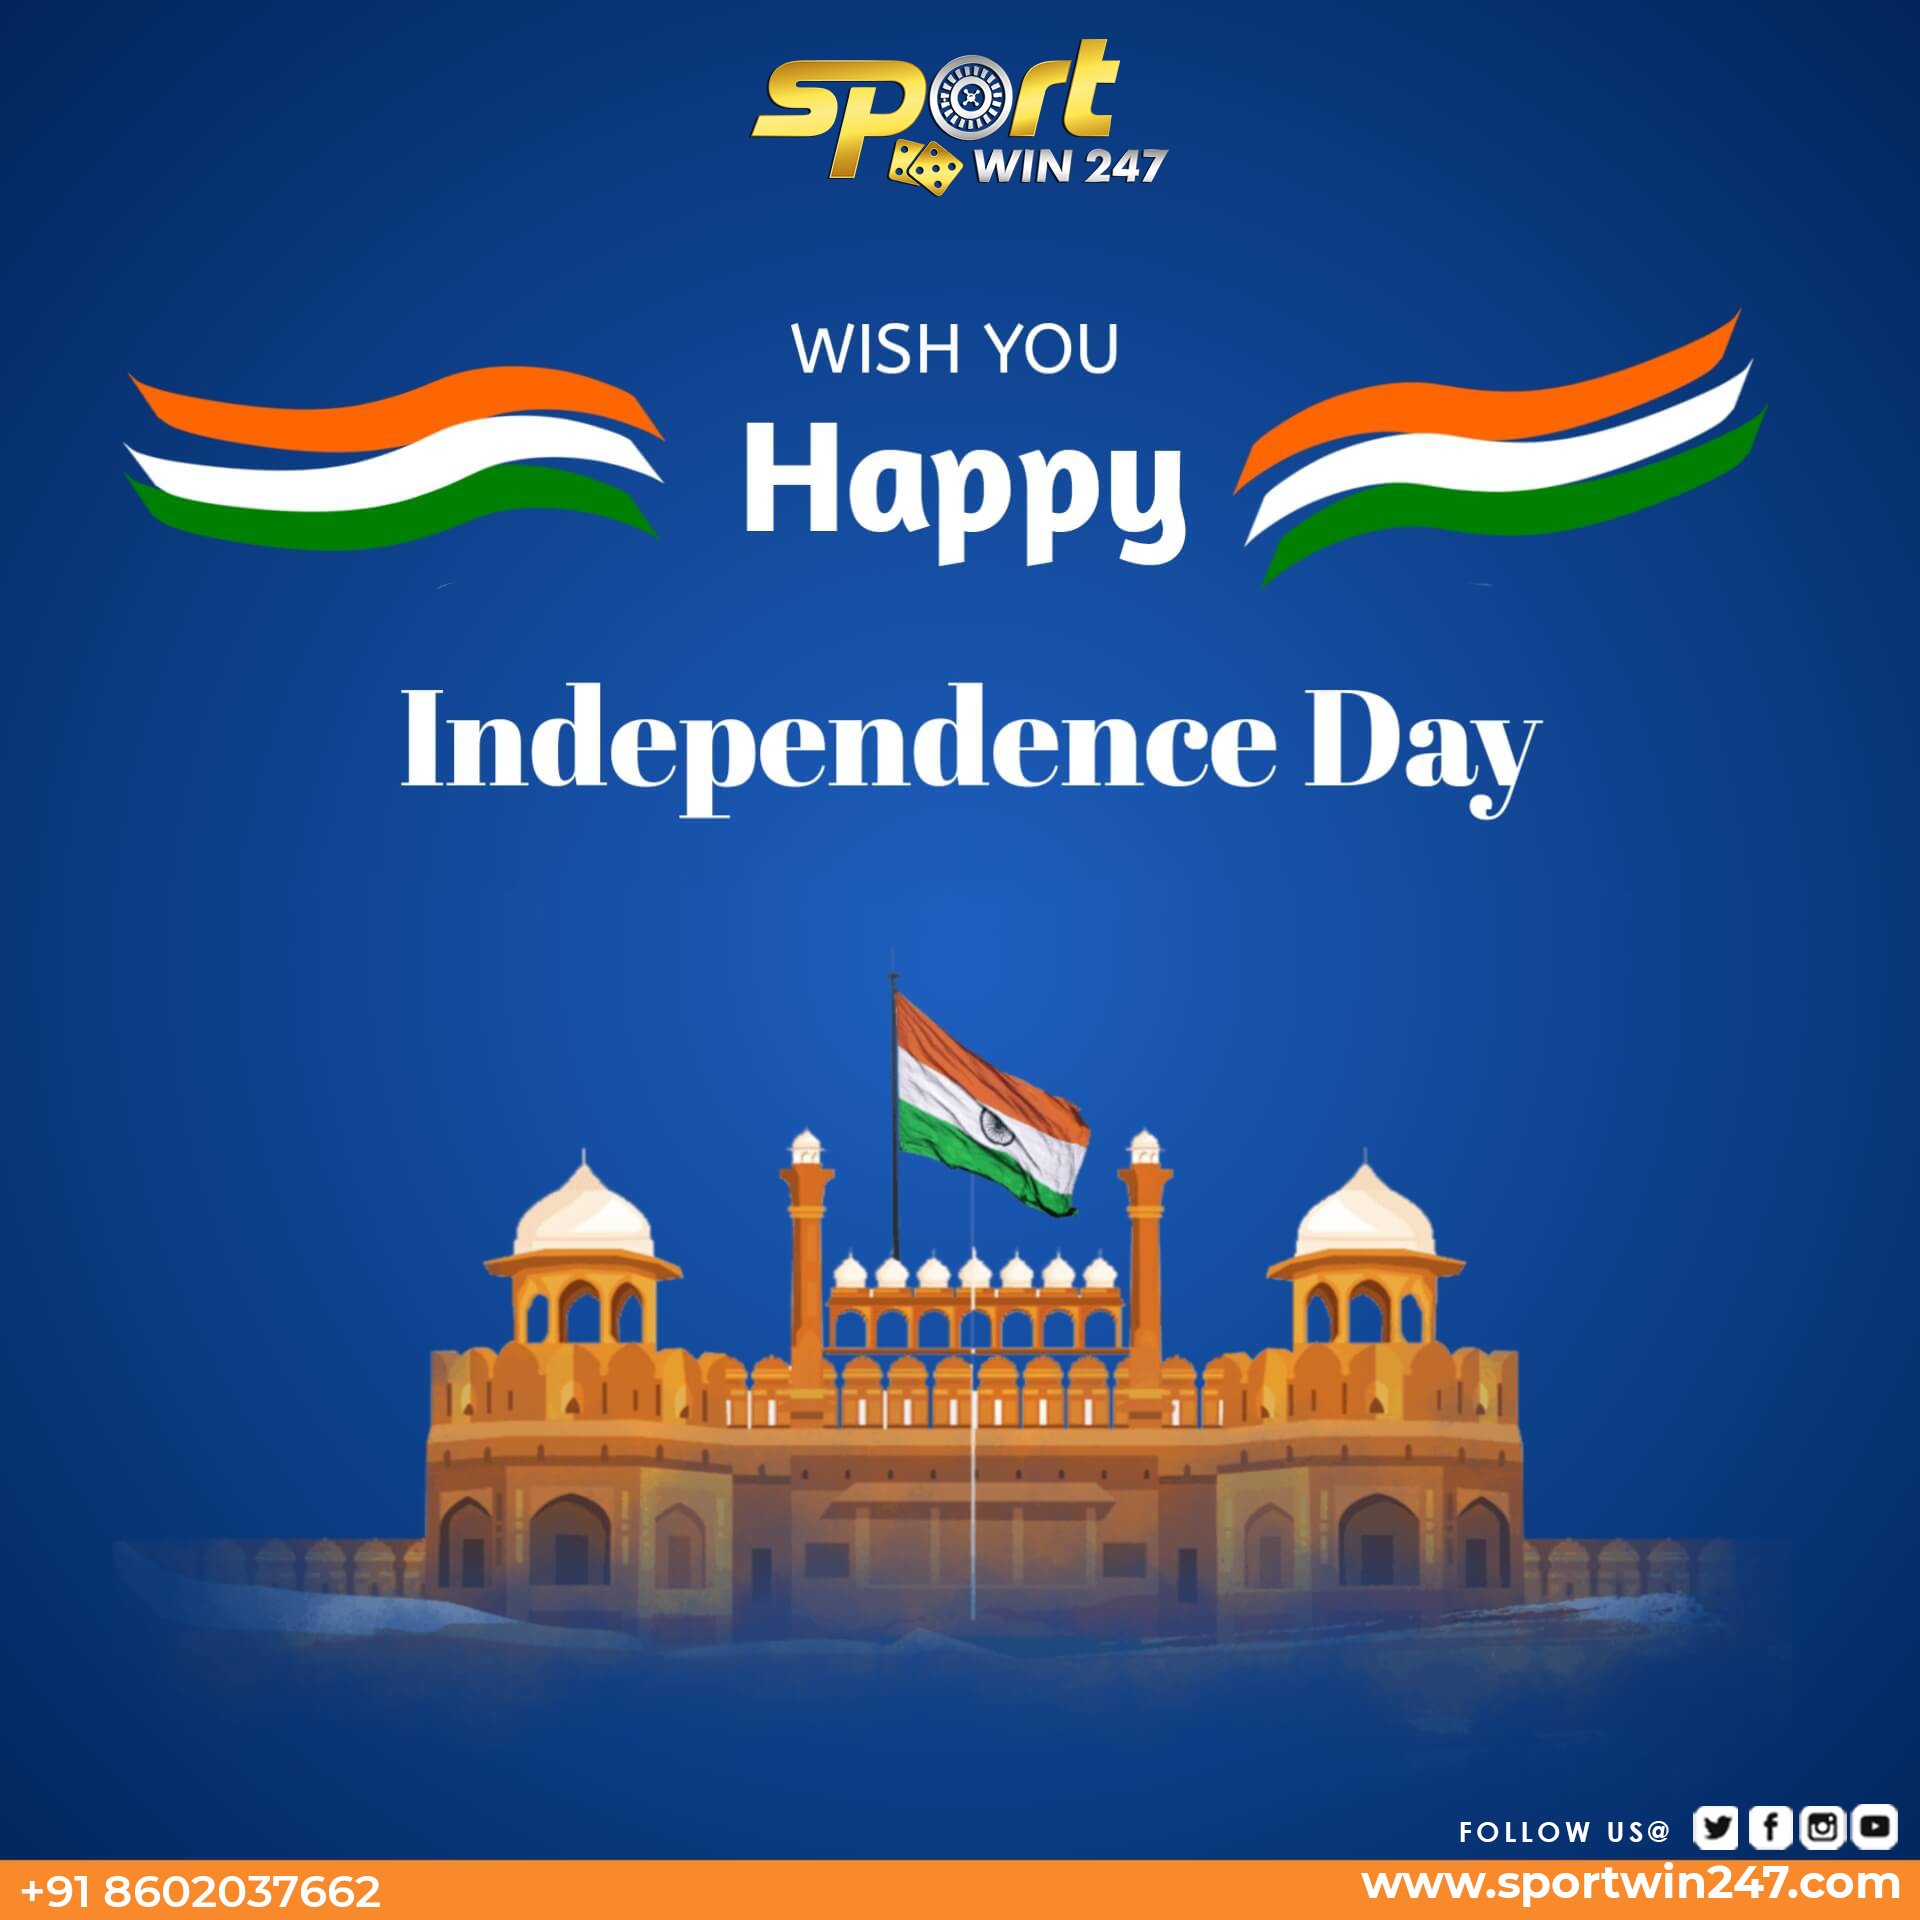 sport
WIN 247
WISH YOU
Happy
Independence Day
FOLLOW US@
+91 8602037662
www.sportwin247.com